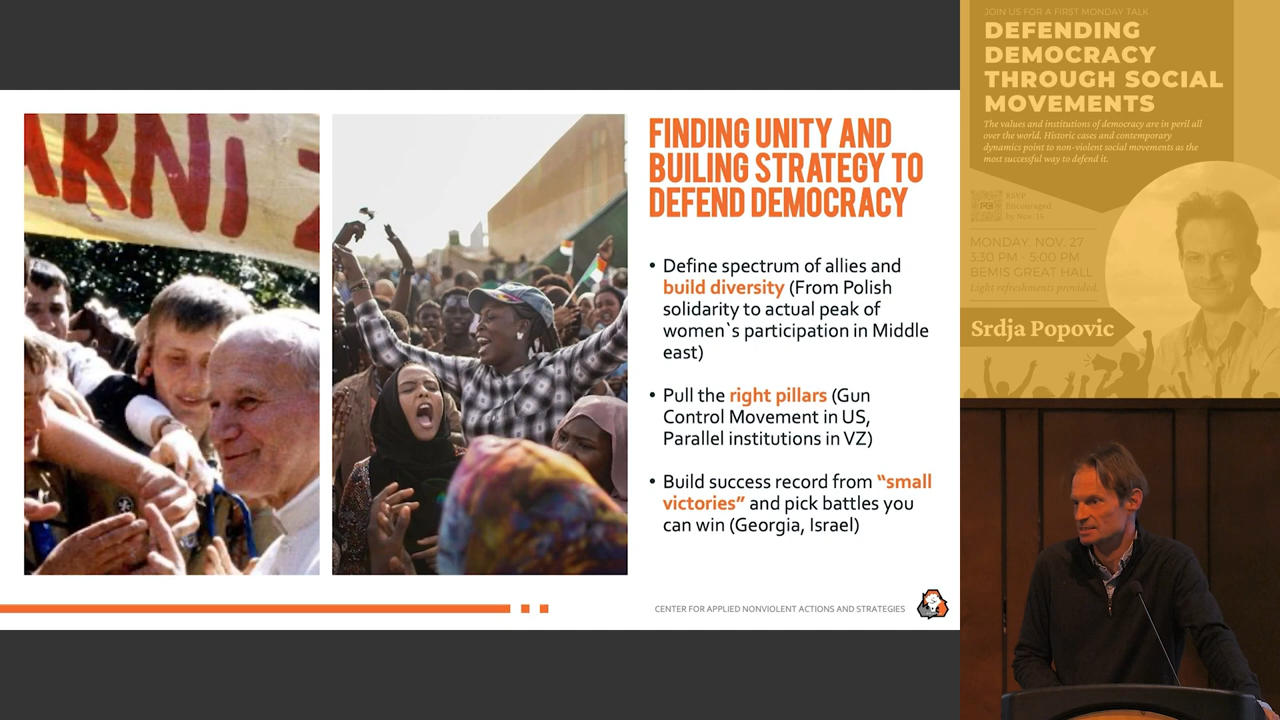 ARNi
FINDING UNITY AND
BUILING STRATEGY TO
DEFEND DEMOCRACY
• Define spectrum of allies and
build diversity (From Polish
solidarity to actual peak of
women`s participation in Middle
east)
• Pull the right pillars (Gun
Control Movement in US,
Parallel institutions in VZ)
• Build success record from “small
victories” and pick battles you
can win (Georgia, Israel)
CENTER FOR APPLIED NONVIOLENT ACTIONS AND STRATEGIES
JOIN US FOR A FIRST MONDAY TALK
DEFENDING
DEMOCRACY
THROUGH SOCIAL
MOVEMENTS
The values and institutions of democracy are in peril all
over the world. Historic cases and contemporary
dynamics point to non-violent social movements as the
most successful way to defend it.
RSVP
Encouraged
by Nov. 15
MONDAY, NOV. 27
3:30 PM - 5:00 PM
BEMIS GREAT HALL
Light refreshments provided.
Srdja Popovic